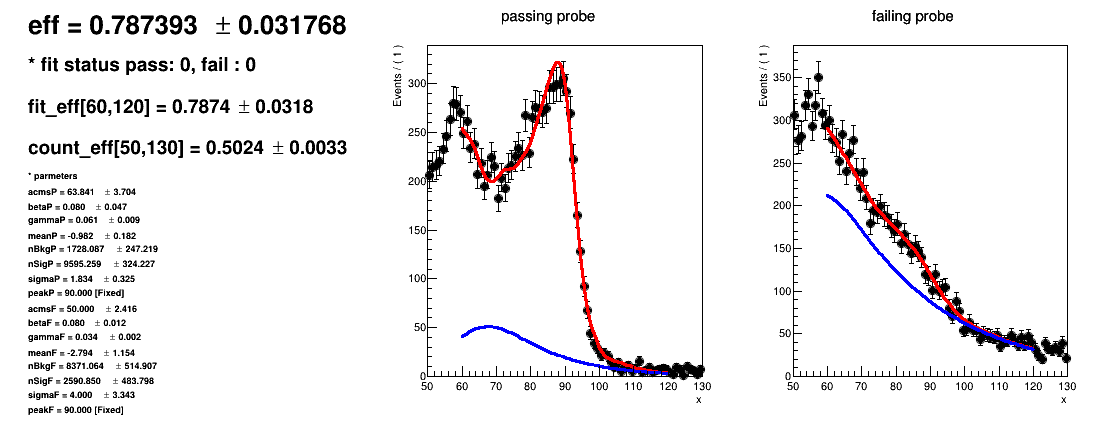 eff = 0.787393 ± 0.031768
* fit status pass: 0, fail : 0
fit_eff[60,120] = 0.7874 ± 0.0318
count_eff[50,130] = 0.5024 ± 0.0033
* parmeters
acmsP = 63.841 ± 3.704
betaP = 0.080 ± 0.047
gammaP = 0.061 ± 0.009
meanP = -0.982 ± 0.182
nBkgP = 1728.087 ± 247.219
nSigP = 9595.259 ± 324.227
sigmaP = 1.834 ± 0.325
peakP = 90.000 [Fixed]
acmsF = 50.000 ± 2.416
betaF = 0.080 ± 0.012
gammaF = 0.034 ± 0.002
meanF = -2.794 ± 1.154
nBkgF = 8371.064 ± 514.907
nSigF = 2590.850 ± 483.798
sigmaF = 4.000 ± 3.343
peakF = 90.000 [Fixed]
passing probe
Events / ( 1 )
300
250
200
150
100
50
0
50 60 70 80 90 100 110 120 130
x
failing probe
Events / ( 1 )
350
300
250
200
150
100
50
0
50 60 70 80 90 100 110 120 130
x